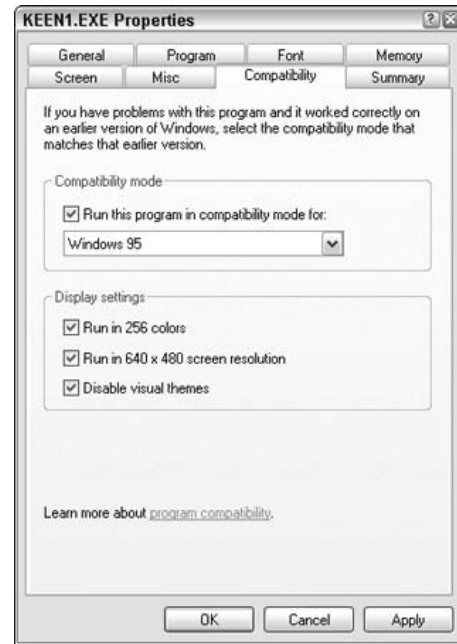 KEEN1.EXE Properties
General Program Font Memory
Screen Misc Compatibility Summary
If you have problems with this program and it worked correctly on
an earlier version of Windows, select the compatibility mode that
matches that earlier version.
Compatibility mode
Run this program in compatibility mode for:
Windows 95
Display settings
Run in 256 colors
Run in 640 x 480 screen resolution
Disable visual themes
Learn more about program compatibility.
OK Cancel Apply